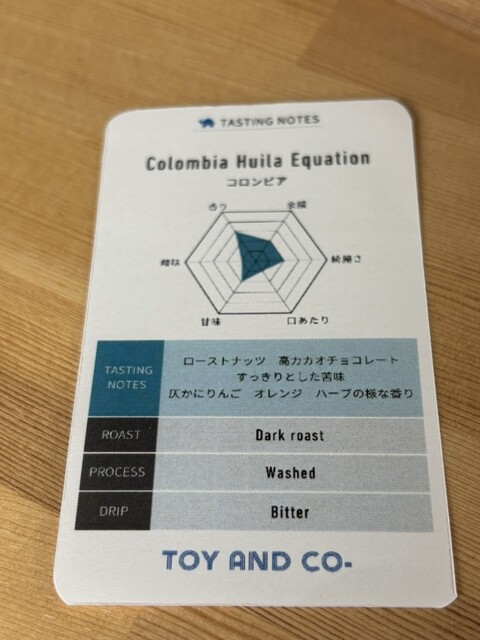 TASTING NOTES
Colombia Huila Equation
コロンビア
香り 余韻
酸味 綺麗さ
甘味 口あたり
TASTING
NOTES
ローストナッツ 高カカオチョコレート
すっきりとした苦味
仄かにりんご オレンジ ハーブの様な香り
ROAST Dark roast
PROCESS Washed
DRIP Bitter
TOY AND CO-